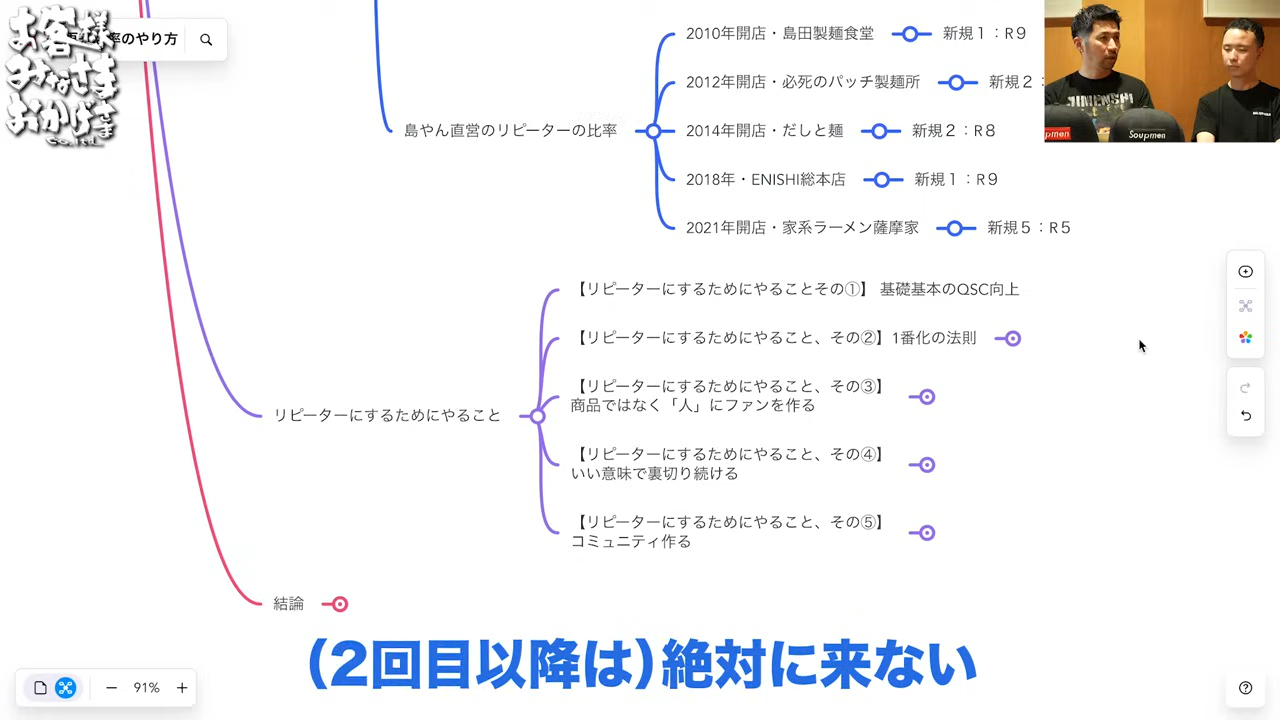 お客様
みなさま
おかげさま
Co.,ltd.
率のやり方
2010年開店・島田製麺食堂 新規1：R9
2012年開店・必死のパッチ製麺所 新規2：
島やん直営のリピーターの比率
2014年開店・だしと麺 新規2：R8
2018年・ENISHI総本店 新規1：R9
2021年開店・家系ラーメン薩摩家 新規5：R5
【リピーターにするためにやることその①】 基礎基本のQSC向上
【リピーターにするためにやること、その②】1番化の法則
【リピーターにするためにやること、その③】
商品ではなく「人」にファンを作る
リピーターにするためにやること
【リピーターにするためにやること、その④】
いい意味で裏切り続ける
【リピーターにするためにやること、その⑤】
コミュニティ作る
結論
(2回目以降は)絶対に来ない
91%
JINENSHI
pmen
Soupmen